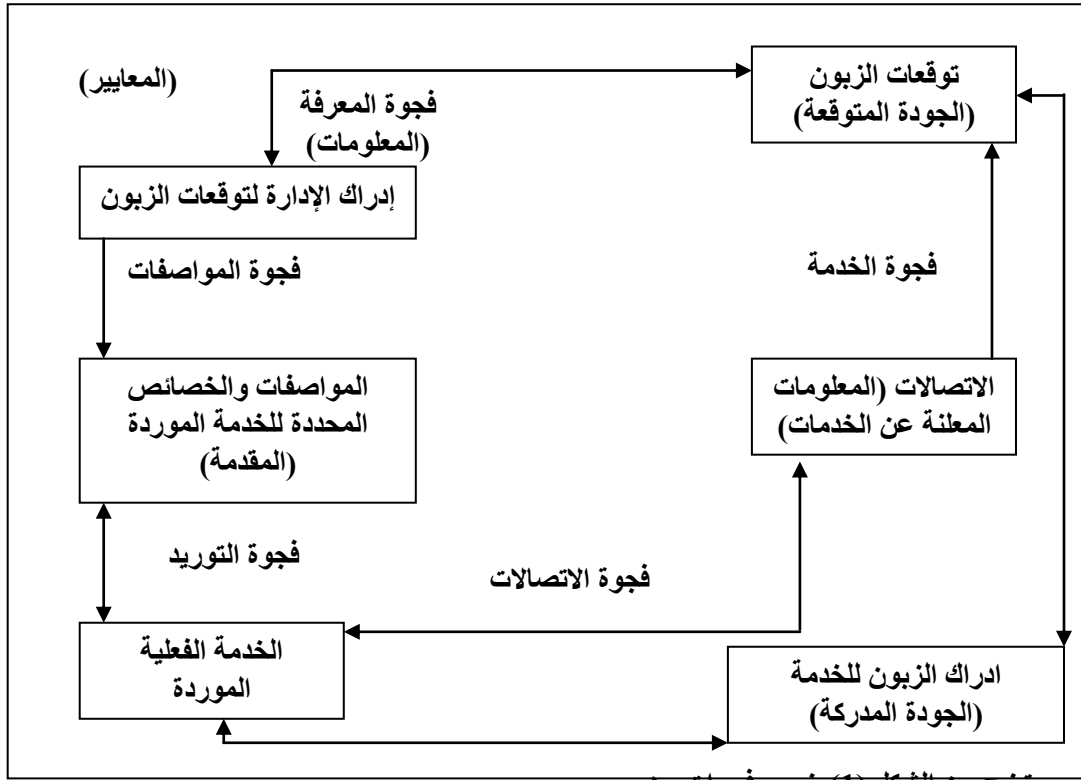 توقعات الزبون
(الجودة المتوقعة)
(المعايير)
فجوة المعرفة
(المعلومات)
إدراك الإدارة لتوقعات الزبون
فجوة المواصفات
فجوة الخدمة
المواصفات والخصائص
المحددة للخدمة الموردة
(المقدمة)
الاتصالات (المعلومات
المعلنة عن الخدمات)
فجوة التوريد
فجوة الاتصالات
الخدمة الفعلية
الموردة
ادراك الزبون للخدمة
(الجودة المدركة)